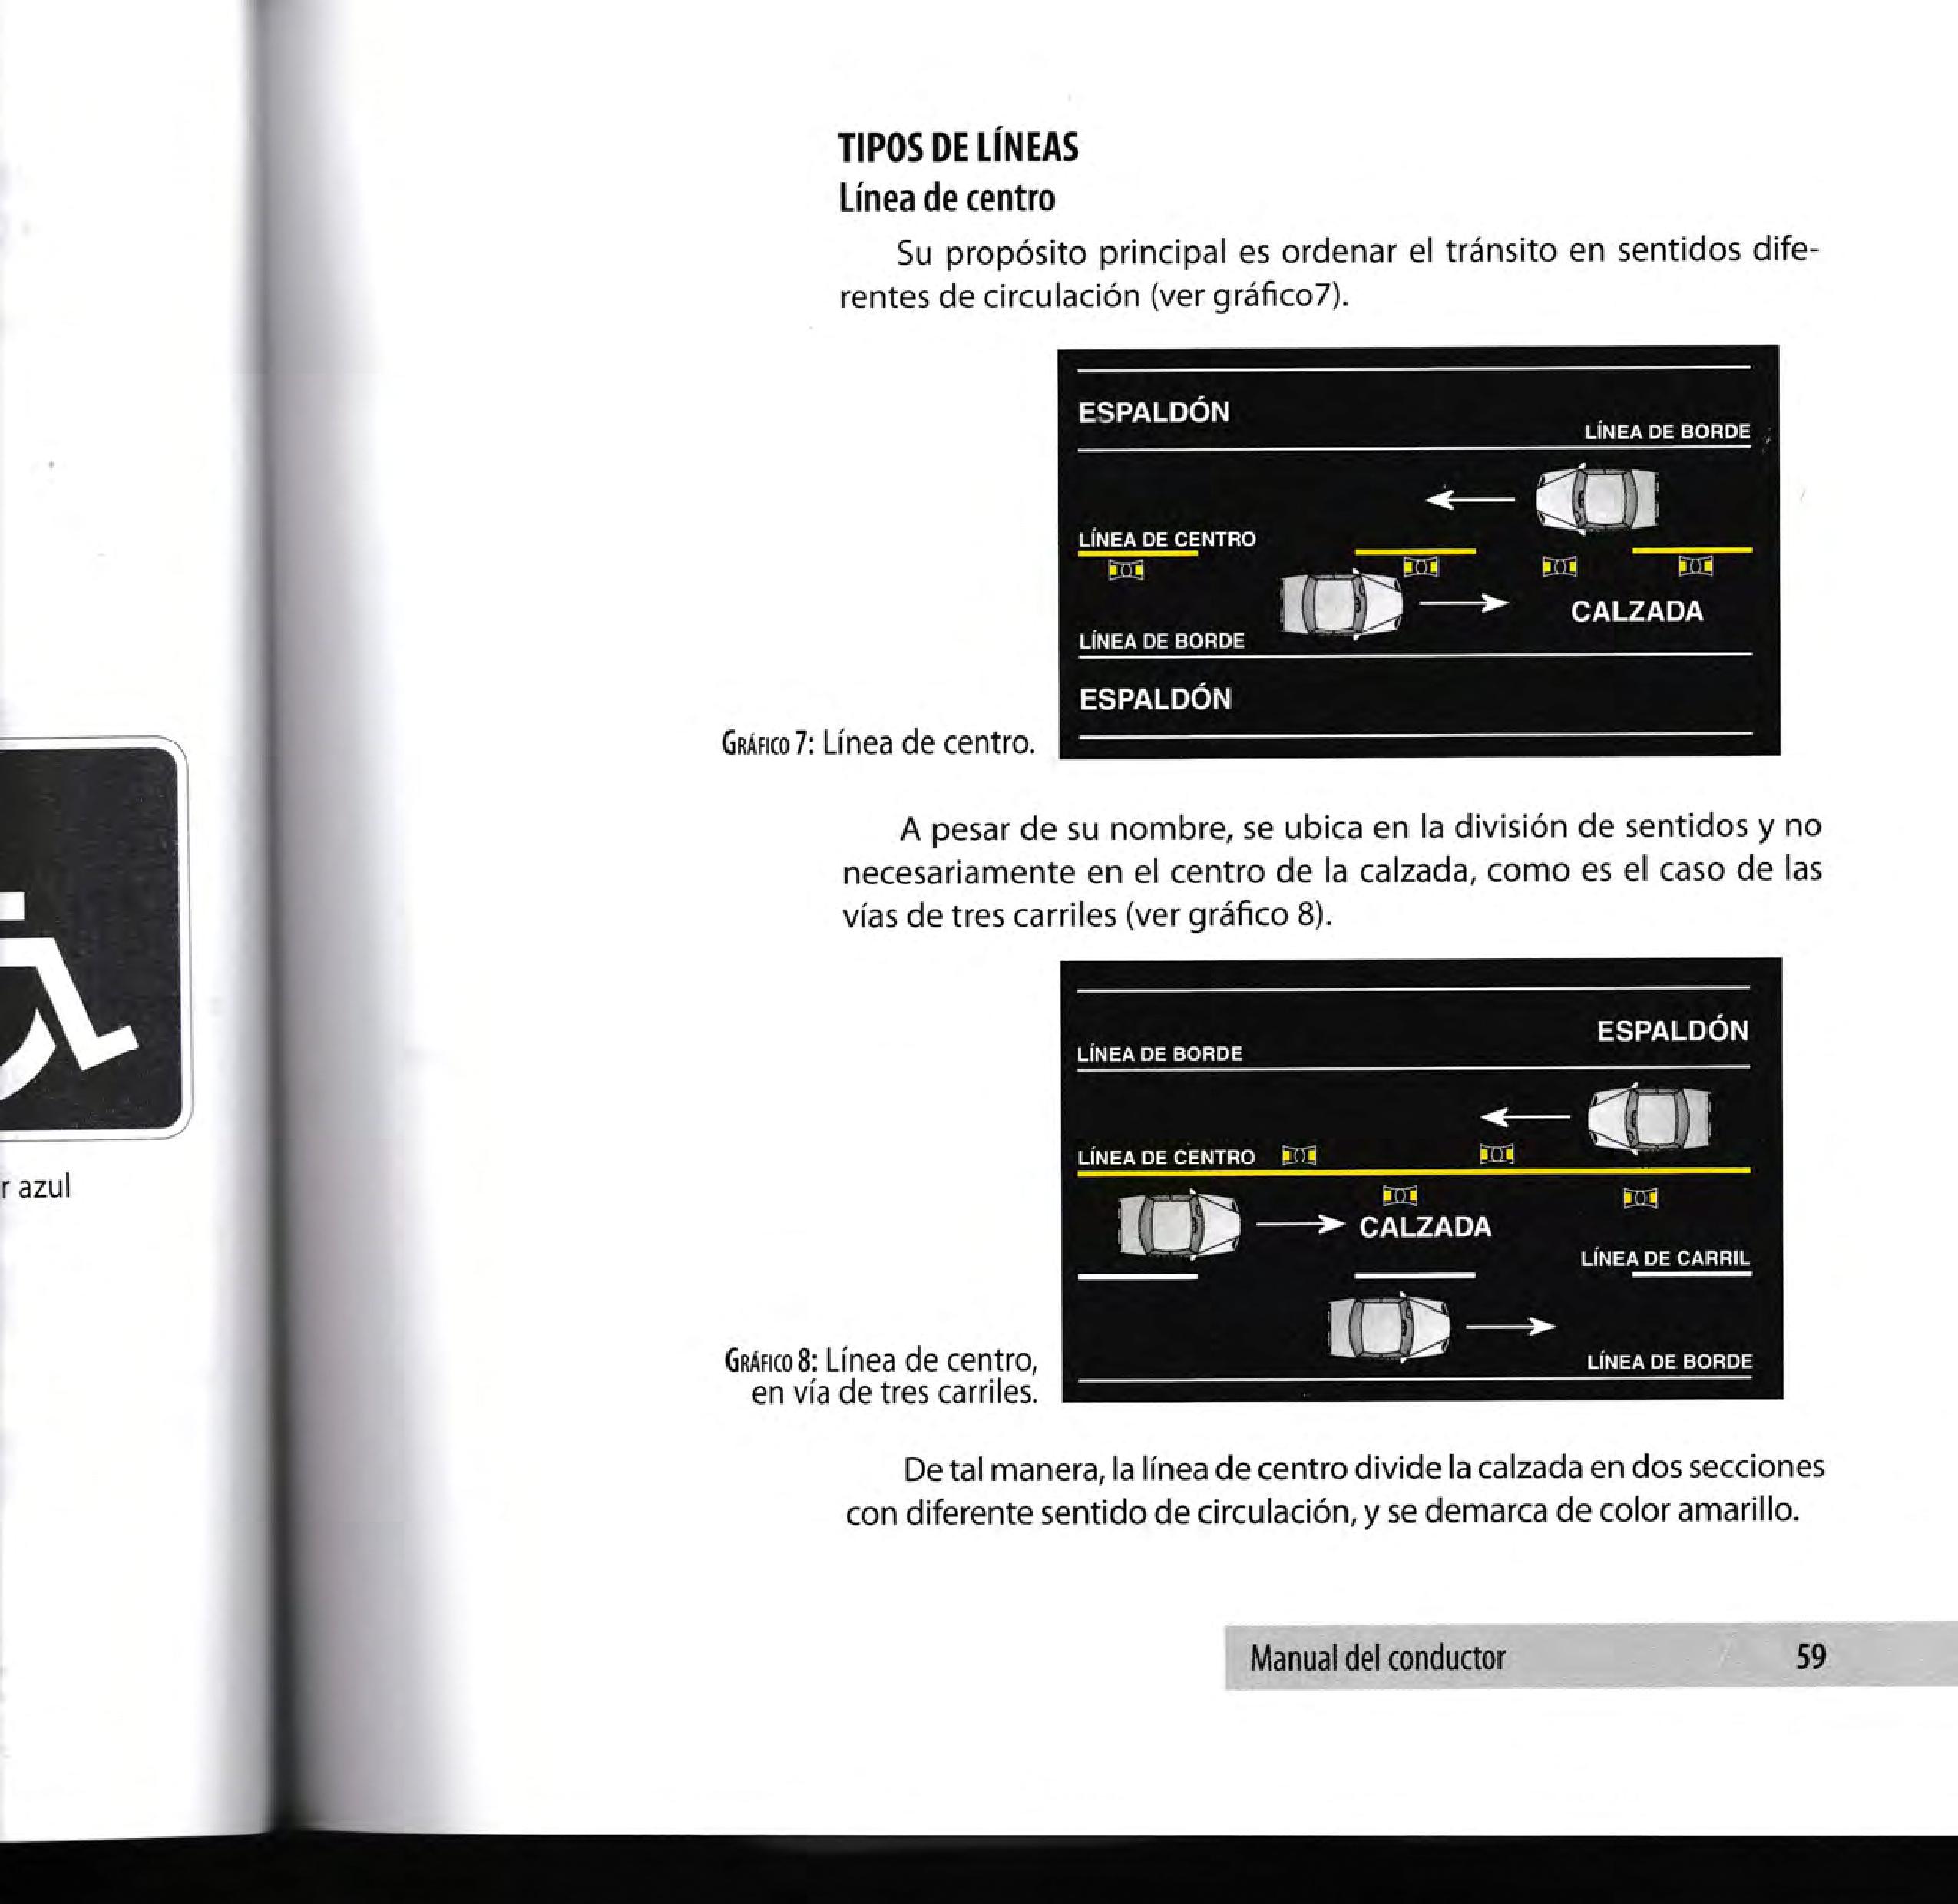 TIPOS DE LÍNEAS
Línea de centro
Su propósito principal es ordenar el tránsito en sentidos dife-
rentes de circulación (ver gráfico7).
ESPALDÓN
LÍNEA DE BORDE
LÍNEA DE CENTRO
CALZADA
LÍNEA DE BORDE
ESPALDÓN
GRÁFICO 7: Línea de centro.
A pesar de su nombre, se ubica en la división de sentidos y no
necesariamente en el centro de la calzada, como es el caso de las
vías de tres carriles (ver gráfico 8).
ESPALDÓN
LÍNEA DE BORDE
LÍNEA DE CENTRO
CALZADA
LÍNEA DE CARRIL
LÍNEA DE BORDE
GRÁFICO 8: Línea de centro,
en vía de tres carriles.
De tal manera, la línea de centro divide la calzada en dos secciones
con diferente sentido de circulación, y se demarca de color amarillo.
Manual del conductor 59
r azul